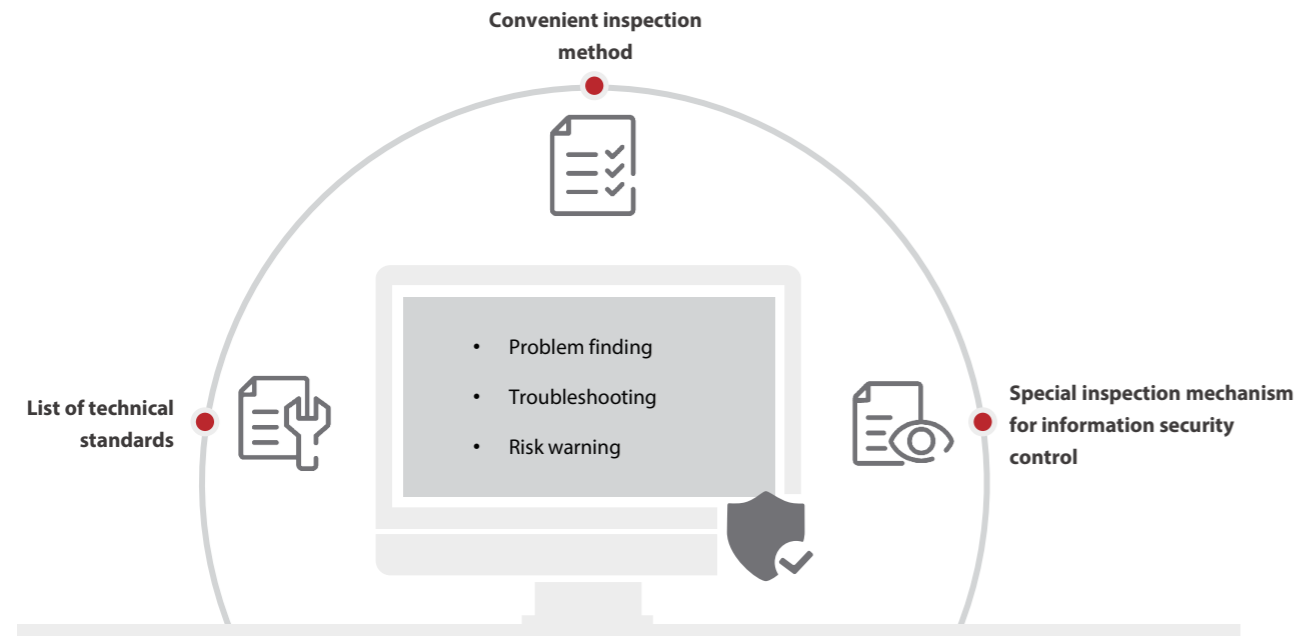 Convenient inspection
method
• Problem finding
• Troubleshooting
• Risk warning
List of technical
standards
Special inspection mechanism
for information security
control